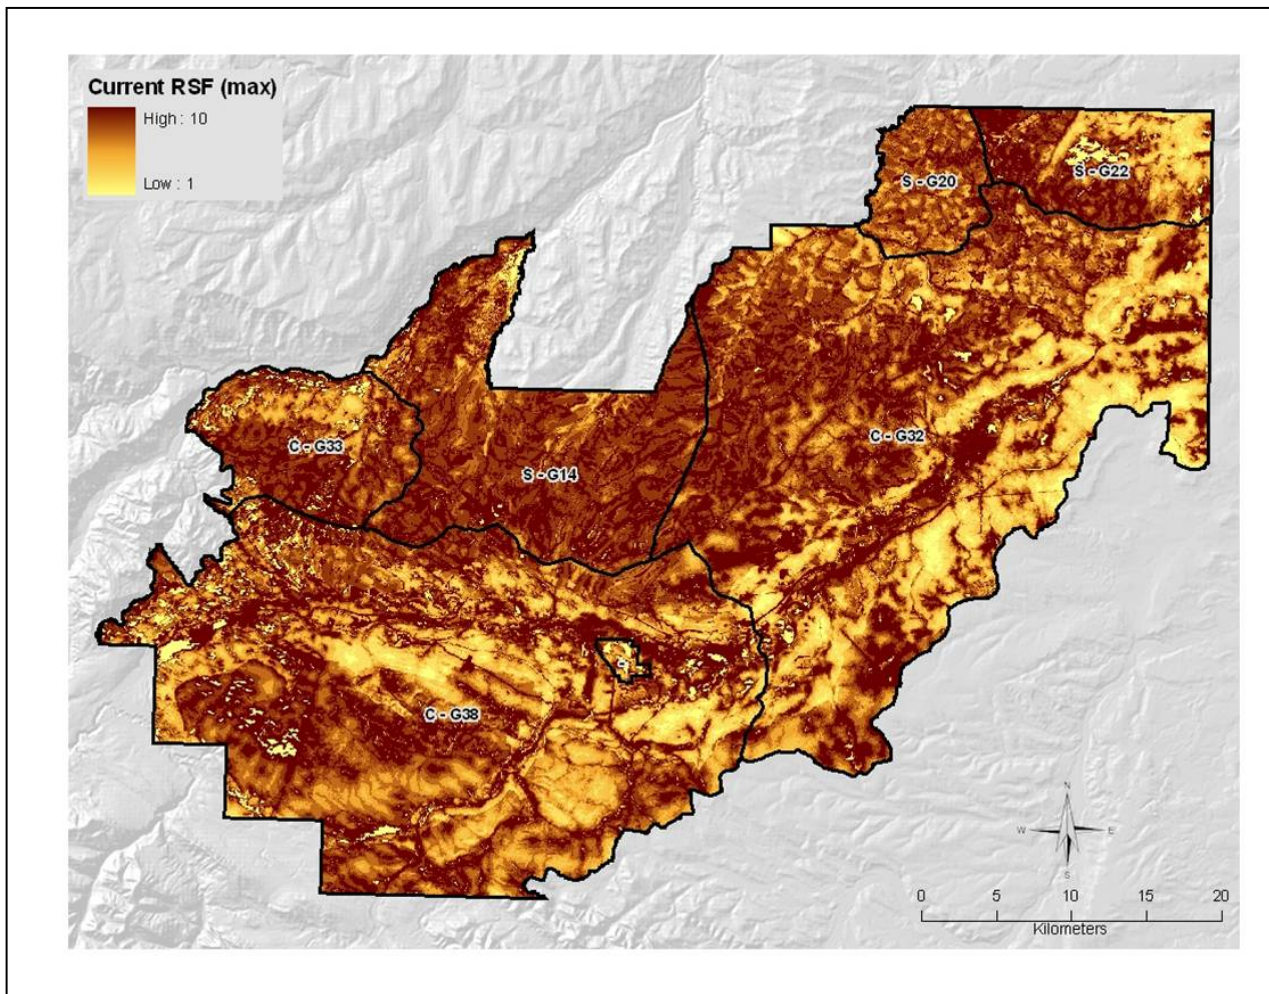 Current RSF (max)
High : 10
Low : 1
S - G20
S - G22
C - G33
S - G14
C - G32
-
C - G38
N
W
E
S
0 5 10 15 20
Kilometers